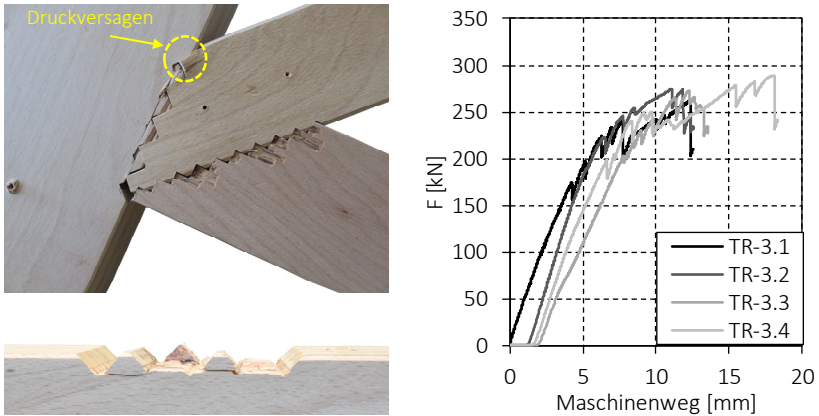 Druckversagen
F [kN]
350
300
250
200
150
100
50
0
0 5 10 15 20
Maschinenweg [mm]
TR-3.1
TR-3.2
TR-3.3
TR-3.4